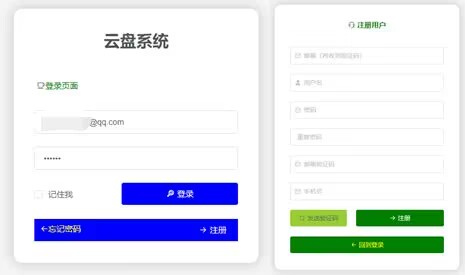 云盘系统
登录页面
@qq.com
••••••
记住我
登录
←忘记密码
→ 注册
注册用户
邮箱（再收到验证码）
用户名
密码
重复密码
邮箱验证码
手机号
发送验证码
→ 注册
← 回到登录